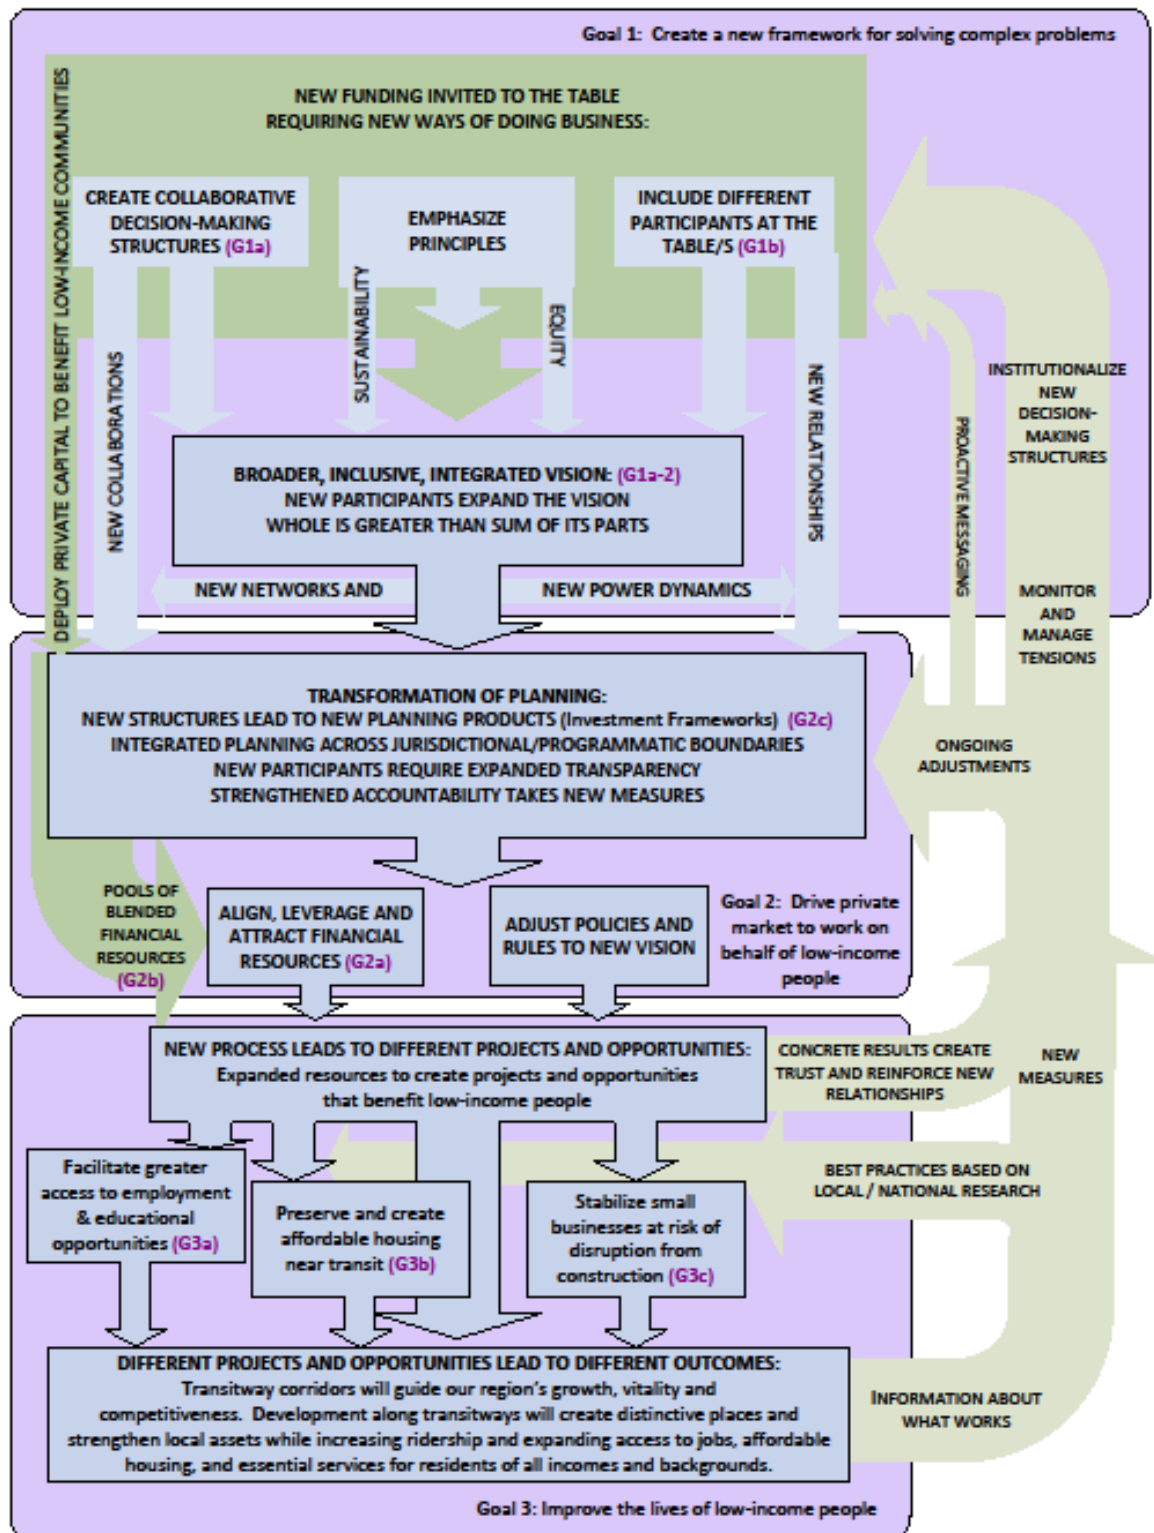 Goal 1: Create a new framework for solving complex problems
NEW FUNDING INVITED TO THE TABLE
REQUIRING NEW WAYS OF DOING BUSINESS:
DEPLOY PRIVATE CAPITAL TO BENEFIT LOW-INCOME COMMUNITIES
CREATE COLLABORATIVE
DECISION-MAKING
STRUCTURES (G1a)
EMPHASIZE
PRINCIPLES
INCLUDE DIFFERENT
PARTICIPANTS AT THE
TABLE/S (G1b)
NEW COLLABORATIONS
SUSTAINABILITY
EQUITY
NEW RELATIONSHIPS
BROADER, INCLUSIVE, INTEGRATED VISION: (G1a-2)
NEW PARTICIPANTS EXPAND THE VISION
WHOLE IS GREATER THAN SUM OF ITS PARTS
NEW NETWORKS AND
NEW POWER DYNAMICS
PROACTIVE MESSAGING
INSTITUTIONALIZE
NEW
DECISION-
MAKING
STRUCTURES
MONITOR
AND
MANAGE
TENSIONS
TRANSFORMATION OF PLANNING:
NEW STRUCTURES LEAD TO NEW PLANNING PRODUCTS (Investment Frameworks) (G2c)
INTEGRATED PLANNING ACROSS JURISDICTIONAL/PROGRAMMATIC BOUNDARIES
NEW PARTICIPANTS REQUIRE EXPANDED TRANSPARENCY
STRENGTHENED ACCOUNTABILITY TAKES NEW MEASURES
ONGOING
ADJUSTMENTS
POOLS OF
BLENDED
FINANCIAL
RESOURCES
(G2b)
ALIGN, LEVERAGE AND
ATTRACT FINANCIAL
RESOURCES (G2a)
ADJUST POLICIES AND
RULES TO NEW VISION
Goal 2: Drive private
market to work on
behalf of low-income
people
NEW PROCESS LEADS TO DIFFERENT PROJECTS AND OPPORTUNITIES:
Expanded resources to create projects and opportunities
that benefit low-income people
CONCRETE RESULTS CREATE
TRUST AND REINFORCE NEW
RELATIONSHIPS
NEW
MEASURES
Facilitate greater
access to employment
& educational
opportunities (G3a)
Preserve and create
affordable housing
near transit (G3b)
Stabilize small
businesses at risk of
disruption from
construction (G3c)
BEST PRACTICES BASED ON
LOCAL / NATIONAL RESEARCH
DIFFERENT PROJECTS AND OPPORTUNITIES LEAD TO DIFFERENT OUTCOMES:
Transitway corridors will guide our region's growth, vitality and
competitiveness. Development along transitways will create distinctive places and
strengthen local assets while increasing ridership and expanding access to jobs, affordable
housing, and essential services for residents of all incomes and backgrounds.
INFORMATION ABOUT
WHAT WORKS
Goal 3: Improve the lives of low-income people